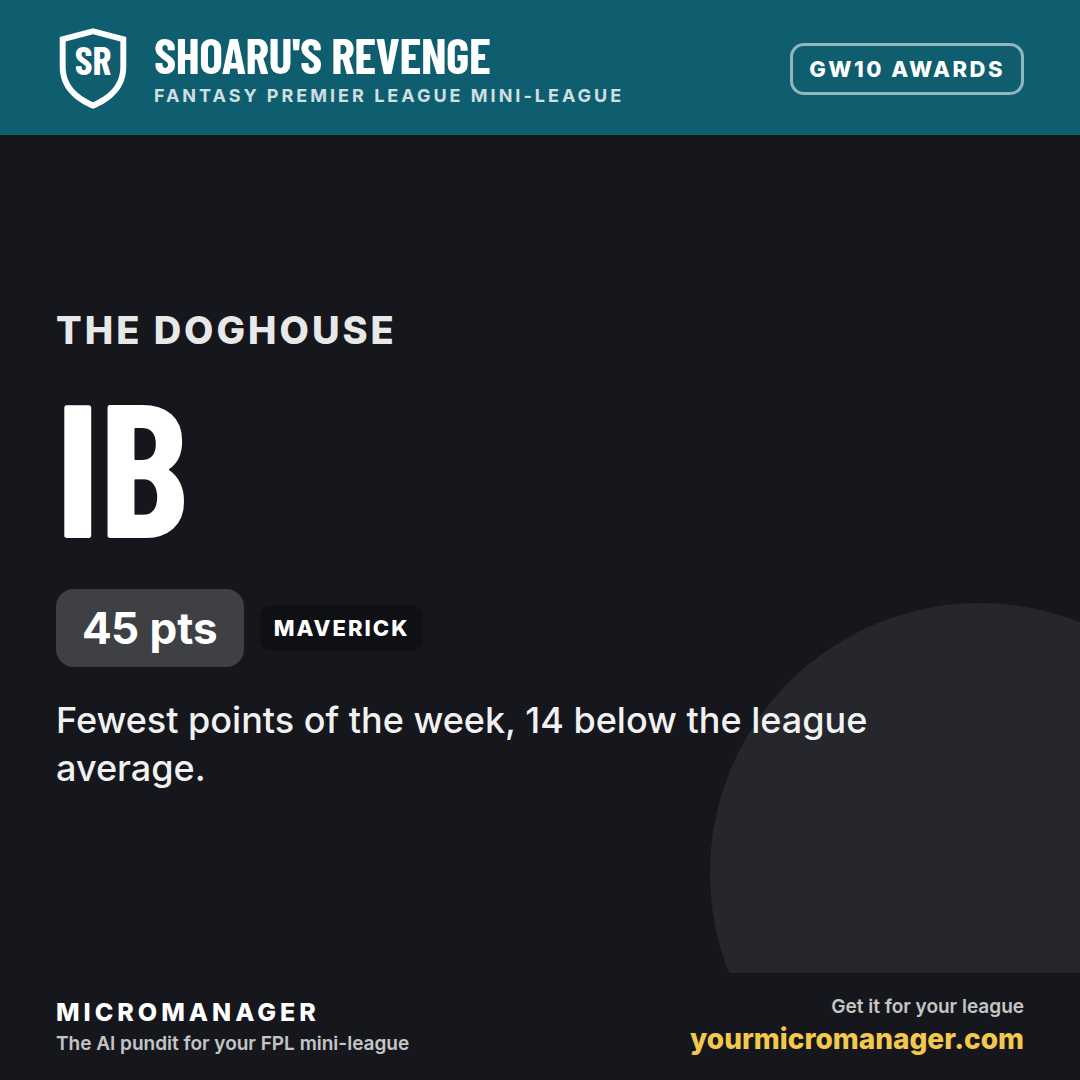 SR
SHOARU'S REVENGE
FANTASY PREMIER LEAGUE MINI-LEAGUE
GW10 AWARDS
THE DOGHOUSE
IB
45 pts
MAVERICK
Fewest points of the week, 14 below the league
average.
MICROMANAGER
The AI pundit for your FPL mini-league
Get it for your league
yourmicromanager.com